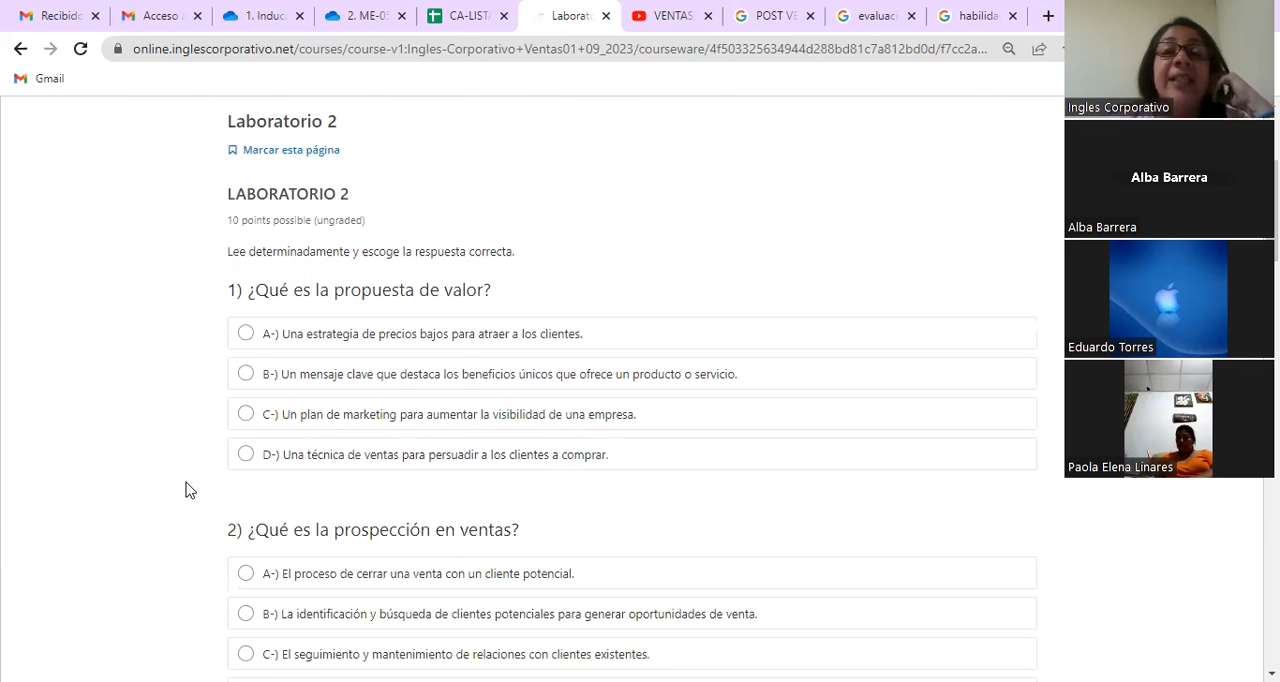 Recibido
Acceso a
1. Induc
2. ME-03
CA-LISTA
Laborato
VENTAS
POST VE
evaluaci
habilida
online.inglescorporativo.net/courses/course-v1:Ingles-Corporativo+Ventas01+09_2023/courseware/4f503325634944d288bd81c7a812bd0d/f7cc2a...
Gmail
Laboratorio 2
Marcar esta página
LABORATORIO 2
10 points possible (ungraded)
Lee determinadamente y escoge la respuesta correcta.
1) ¿Qué es la propuesta de valor?
A-) Una estrategia de precios bajos para atraer a los clientes.
B-) Un mensaje clave que destaca los beneficios únicos que ofrece un producto o servicio.
C-) Un plan de marketing para aumentar la visibilidad de una empresa.
D-) Una técnica de ventas para persuadir a los clientes a comprar.
2) ¿Qué es la prospección en ventas?
A-) El proceso de cerrar una venta con un cliente potencial.
B-) La identificación y búsqueda de clientes potenciales para generar oportunidades de venta.
C-) El seguimiento y mantenimiento de relaciones con clientes existentes.
Ingles Corporativo
Alba Barrera
Alba Barrera
Eduardo Torres
Paola Elena Linares